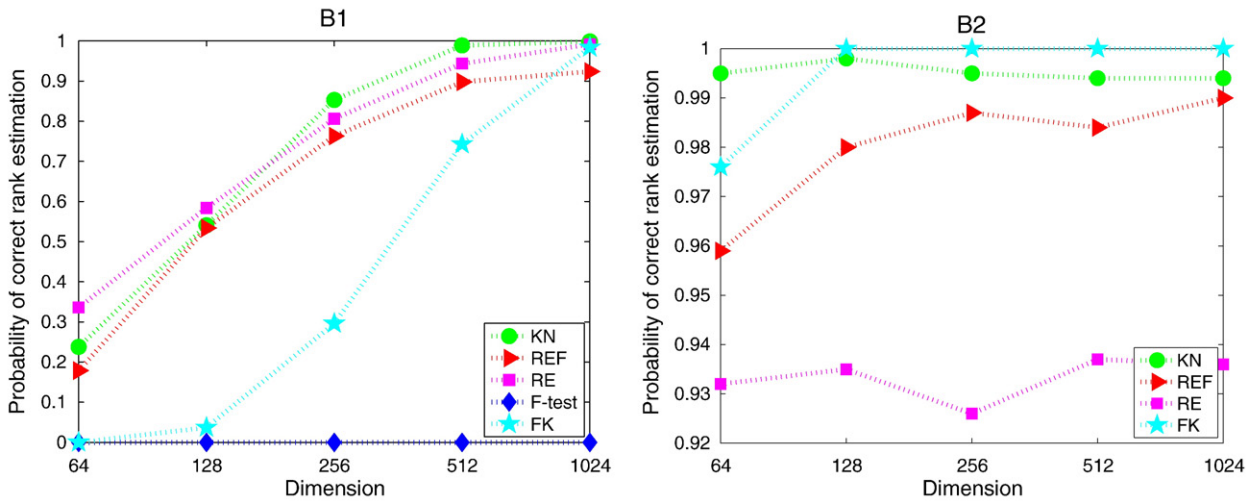 B1
Probability of correct rank estimation
1
0.9
0.8
0.7
0.6
0.5
0.4
0.3
0.2
0.1
0
64 128 256 512 1024
Dimension
KN
REF
RE
F-test
FK
B2
Probability of correct rank estimation
1
0.99
0.98
0.97
0.96
0.95
0.94
0.93
0.92
64 128 256 512 1024
Dimension
KN
REF
RE
FK